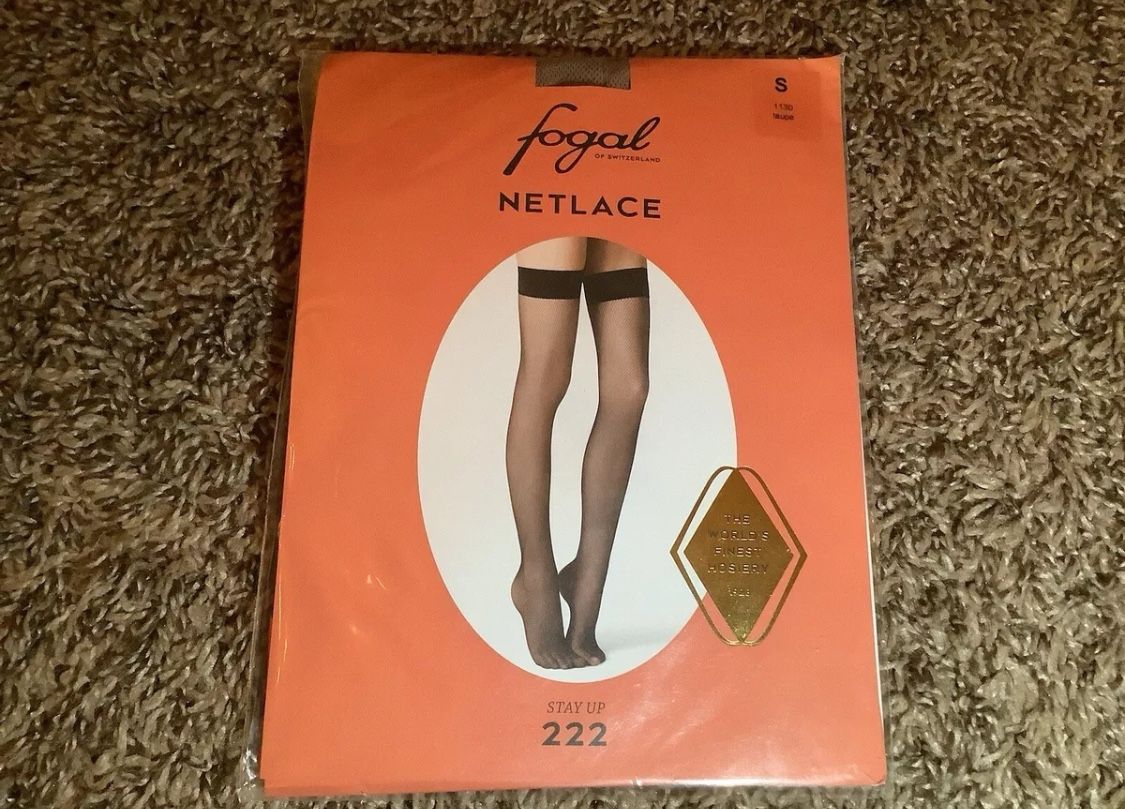 S
1130
taupe
fogal
OF SWITZERLAND
NETLACE
THE
WORLD'S
FINEST
HOSIERY
STAY UP
222